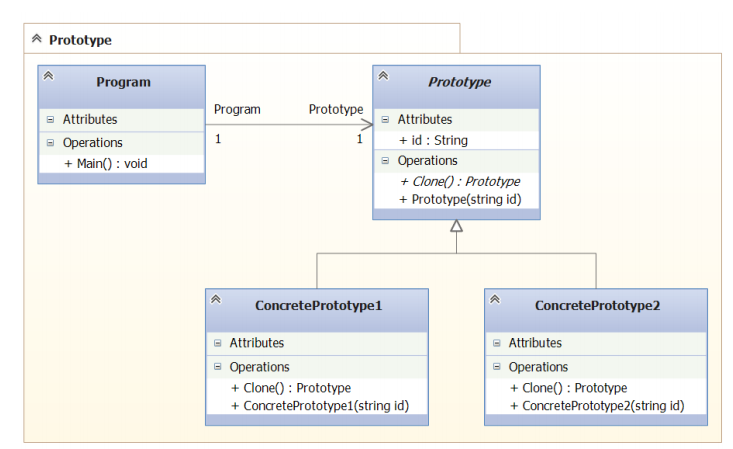 Prototype
Program
Attributes
Operations
+ Main() : void
Program
Prototype
1
1
Prototype
Attributes
+ id : String
Operations
+ Clone() : Prototype
+ Prototype(string id)
ConcretePrototype1
Attributes
Operations
+ Clone() : Prototype
+ ConcretePrototype1(string id)
ConcretePrototype2
Attributes
Operations
+ Clone() : Prototype
+ ConcretePrototype2(string id)